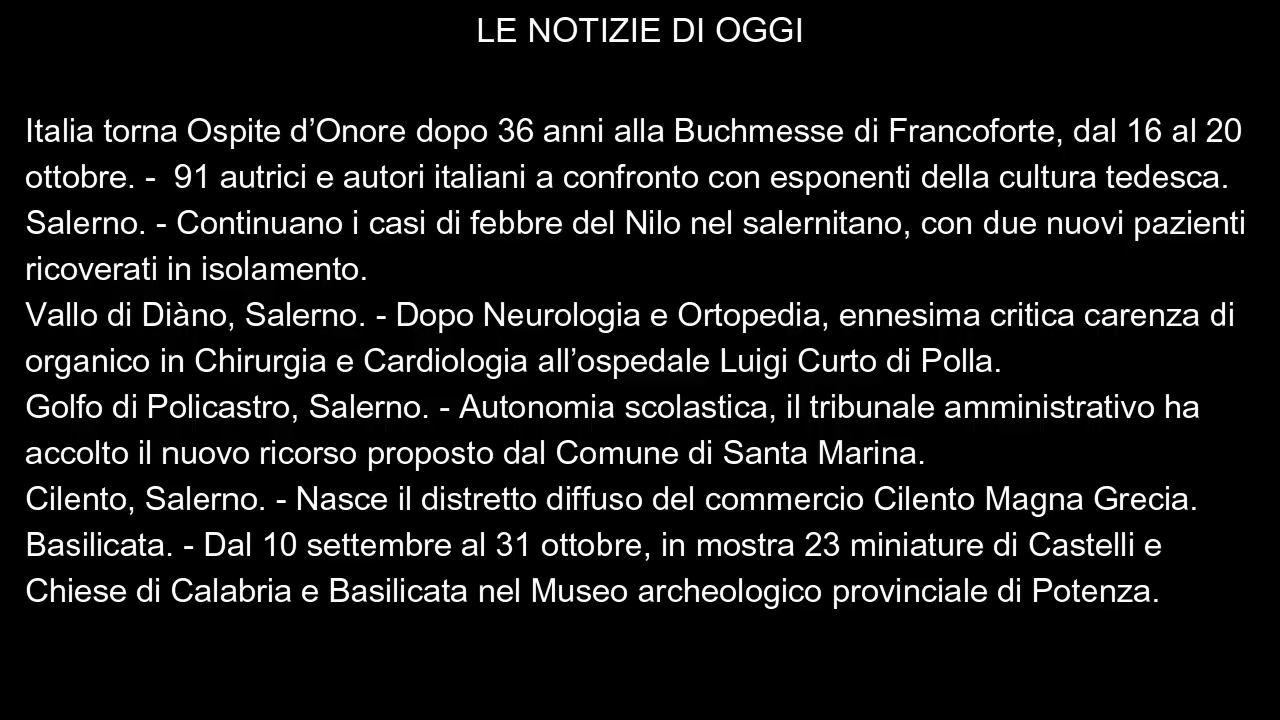 LE NOTIZIE DI OGGI
Italia torna Ospite d’Onore dopo 36 anni alla Buchmesse di Francoforte, dal 16 al 20
ottobre. -  91 autrici e autori italiani a confronto con esponenti della cultura tedesca.
Salerno. - Continuano i casi di febbre del Nilo nel salernitano, con due nuovi pazienti
ricoverati in isolamento.
Vallo di Diàno, Salerno. - Dopo Neurologia e Ortopedia, ennesima critica carenza di
organico in Chirurgia e Cardiologia all’ospedale Luigi Curto di Polla.
Golfo di Policastro, Salerno. - Autonomia scolastica, il tribunale amministrativo ha
accolto il nuovo ricorso proposto dal Comune di Santa Marina.
Cilento, Salerno. - Nasce il distretto diffuso del commercio Cilento Magna Grecia.
Basilicata. - Dal 10 settembre al 31 ottobre, in mostra 23 miniature di Castelli e
Chiese di Calabria e Basilicata nel Museo archeologico provinciale di Potenza.